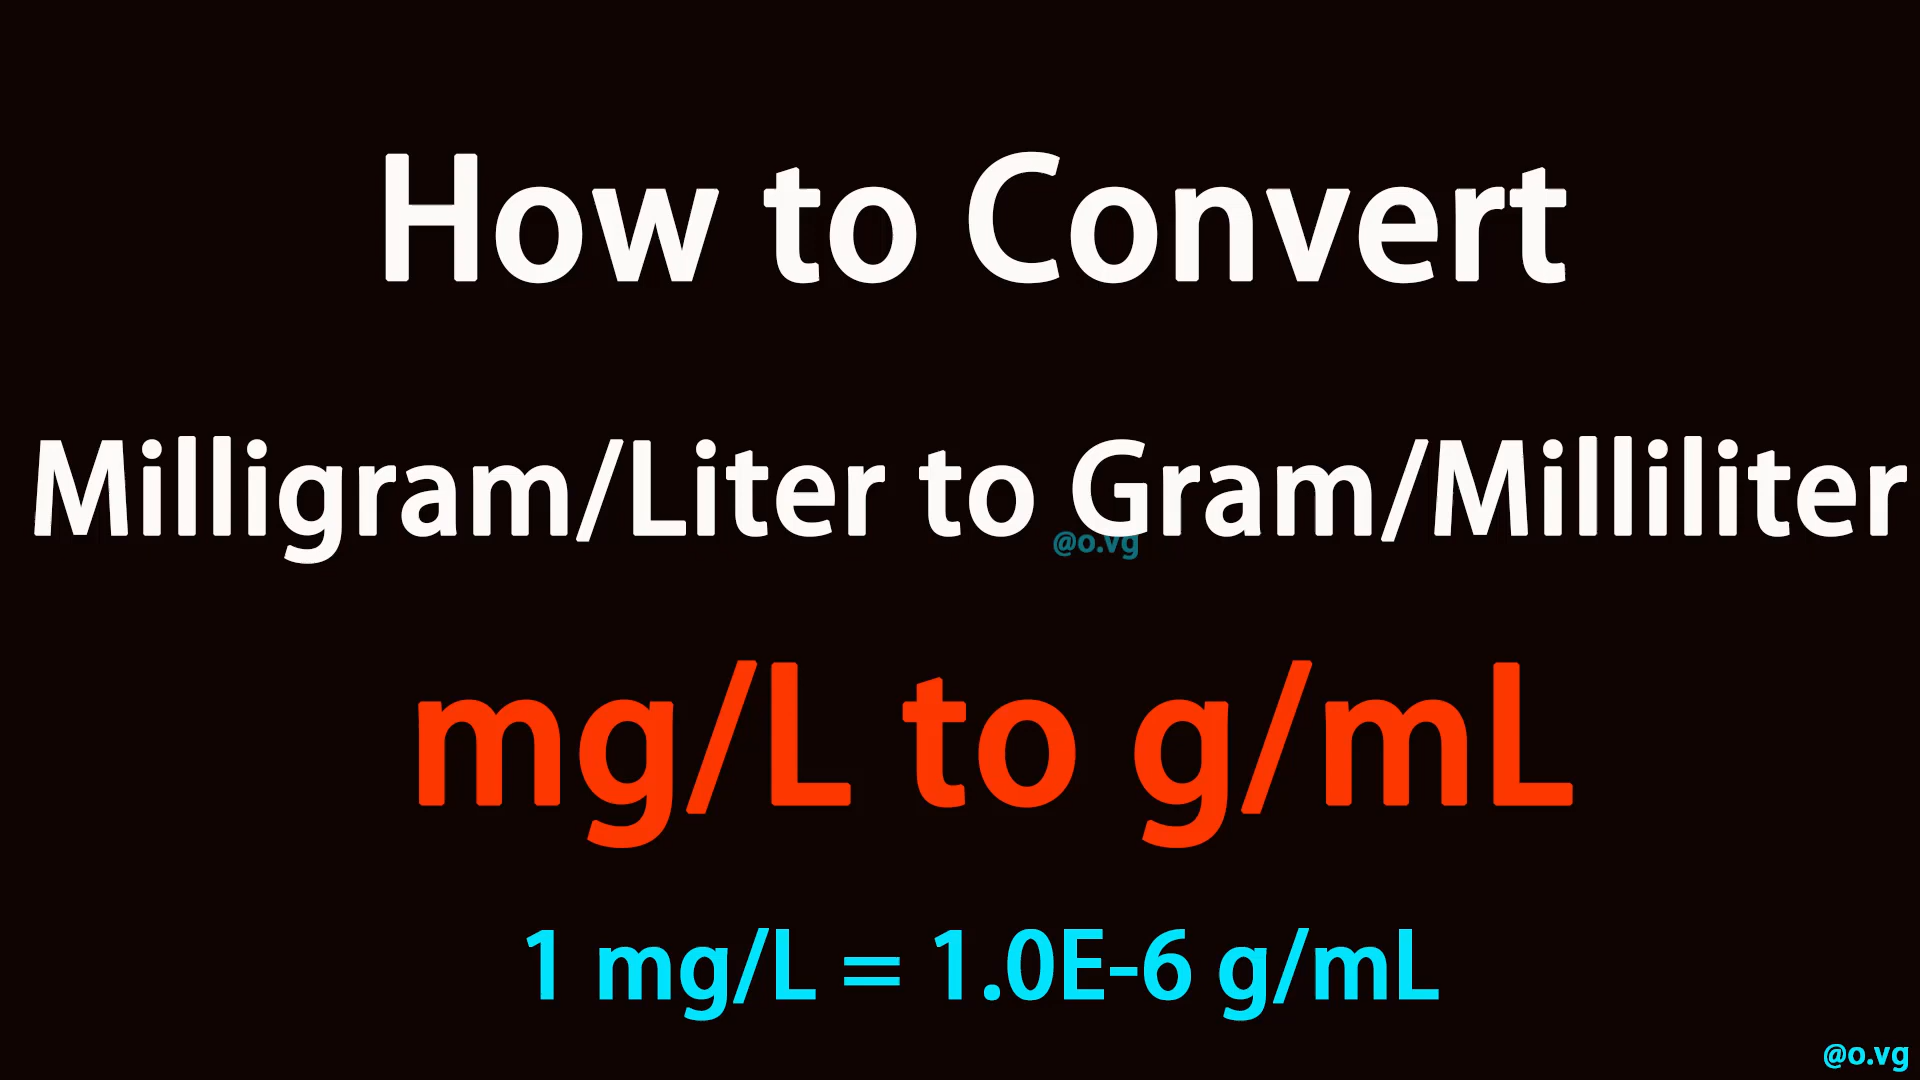 How to Convert
Milligram/Liter to Gram/Milliliter
@o.vg
mg/L to g/mL
1 mg/L = 1.0E-6 g/mL
@o.vg